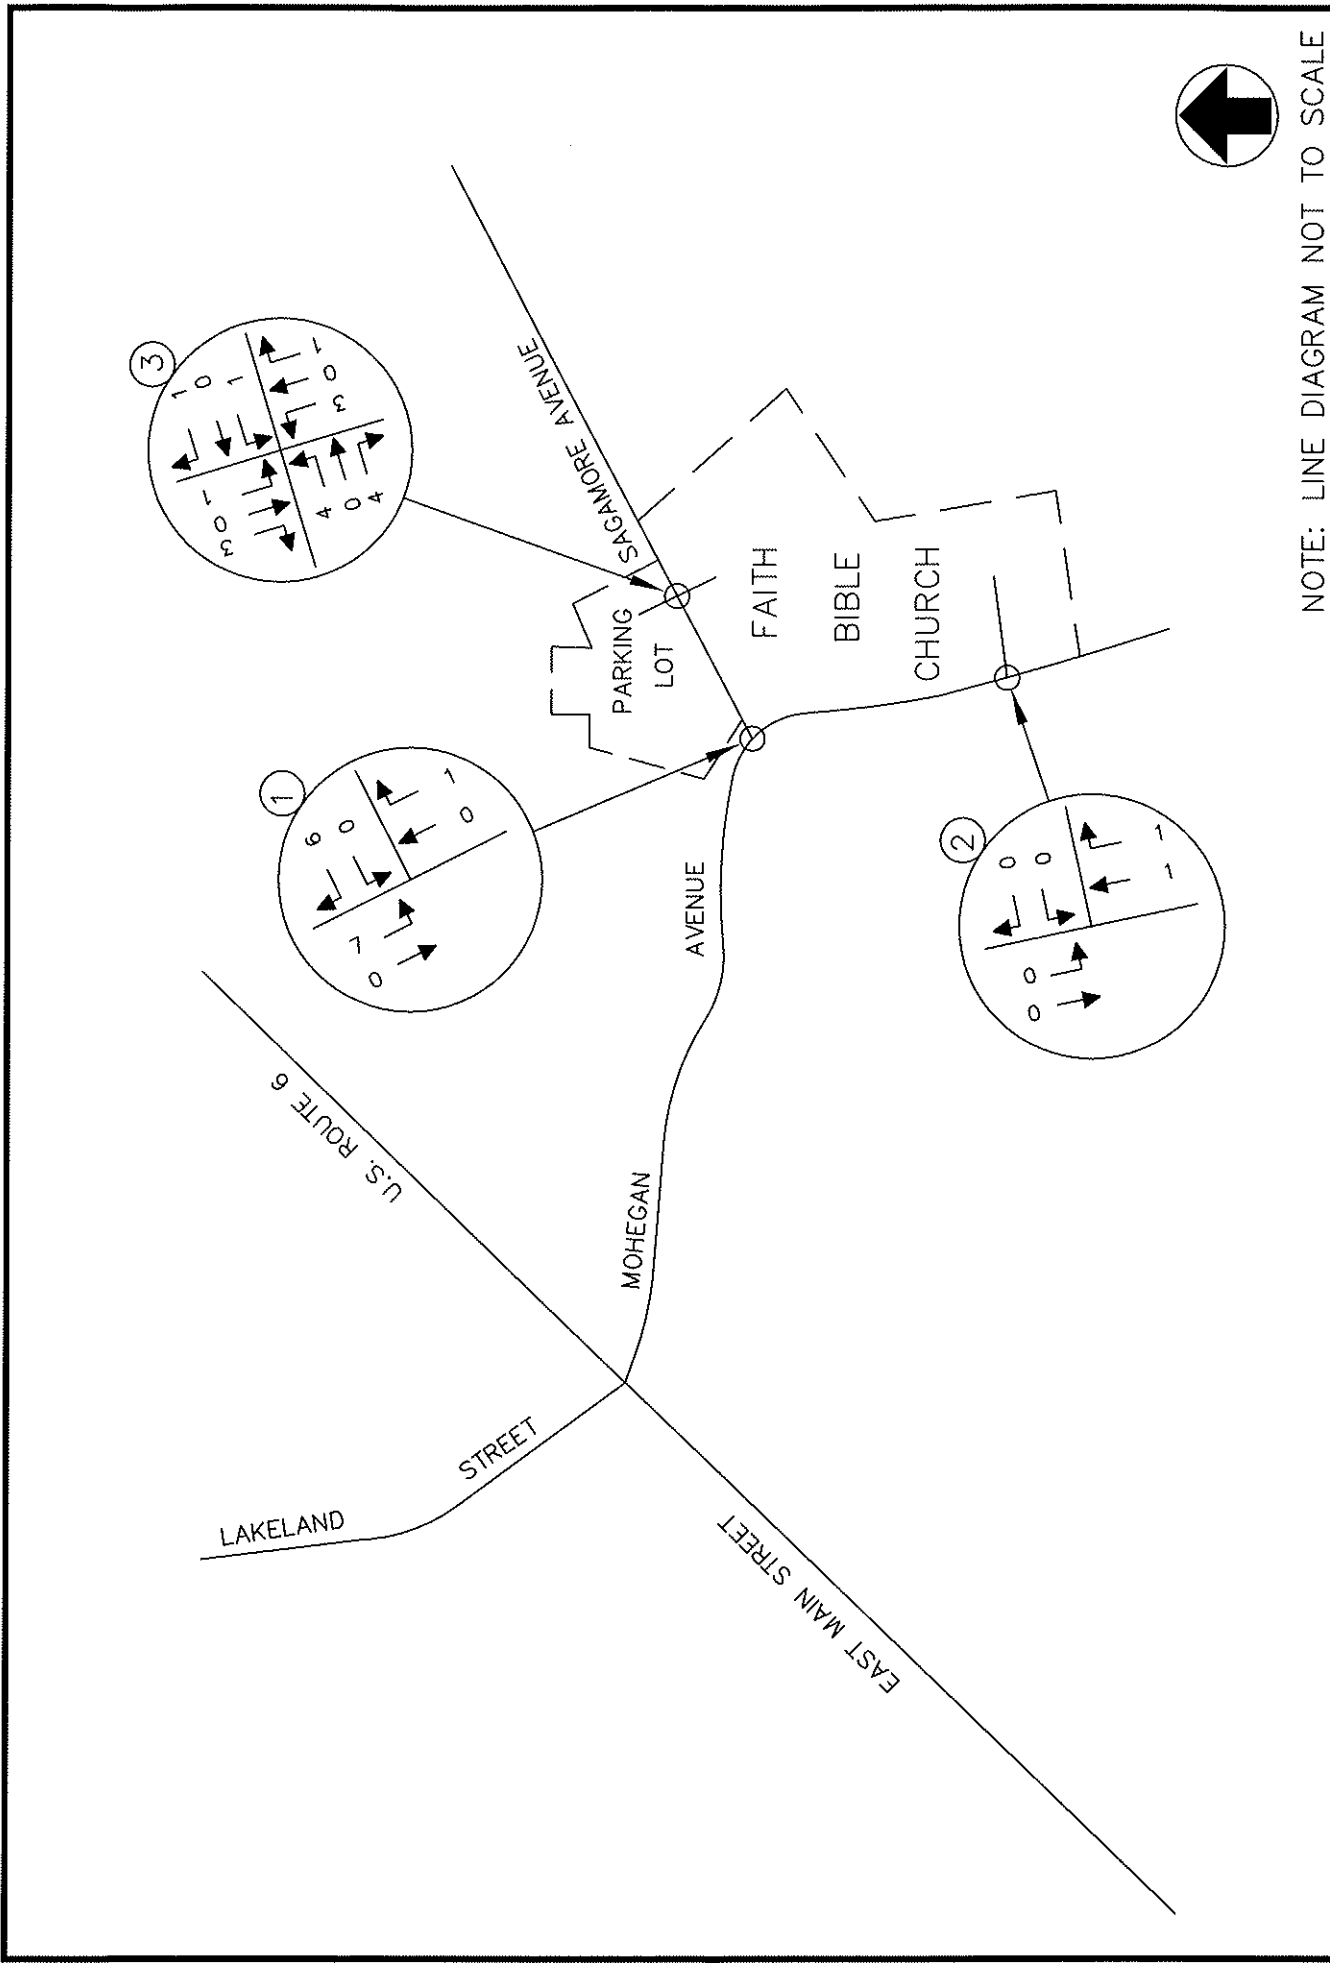 3
1
0
1
3
0
1
4
0
4
3
0
1
SAGAMORE AVENUE
PARKING
LOT
FAITH
BIBLE
CHURCH
1
6
0
7
0
1
0
2
0
0
0
0
1
1
U.S. ROUTE 6
MOHEGAN
AVENUE
LAKELAND
STREET
EAST MAIN STREET
NOTE: LINE DIAGRAM NOT TO SCALE